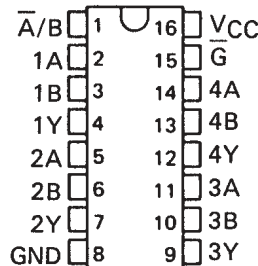 A̅/B 1 16 VCC
1A 2 15 G̅
1B 3 14 4A
1Y 4 13 4B
2A 5 12 4Y
2B 6 11 3A
2Y 7 10 3B
GND 8 9 3Y